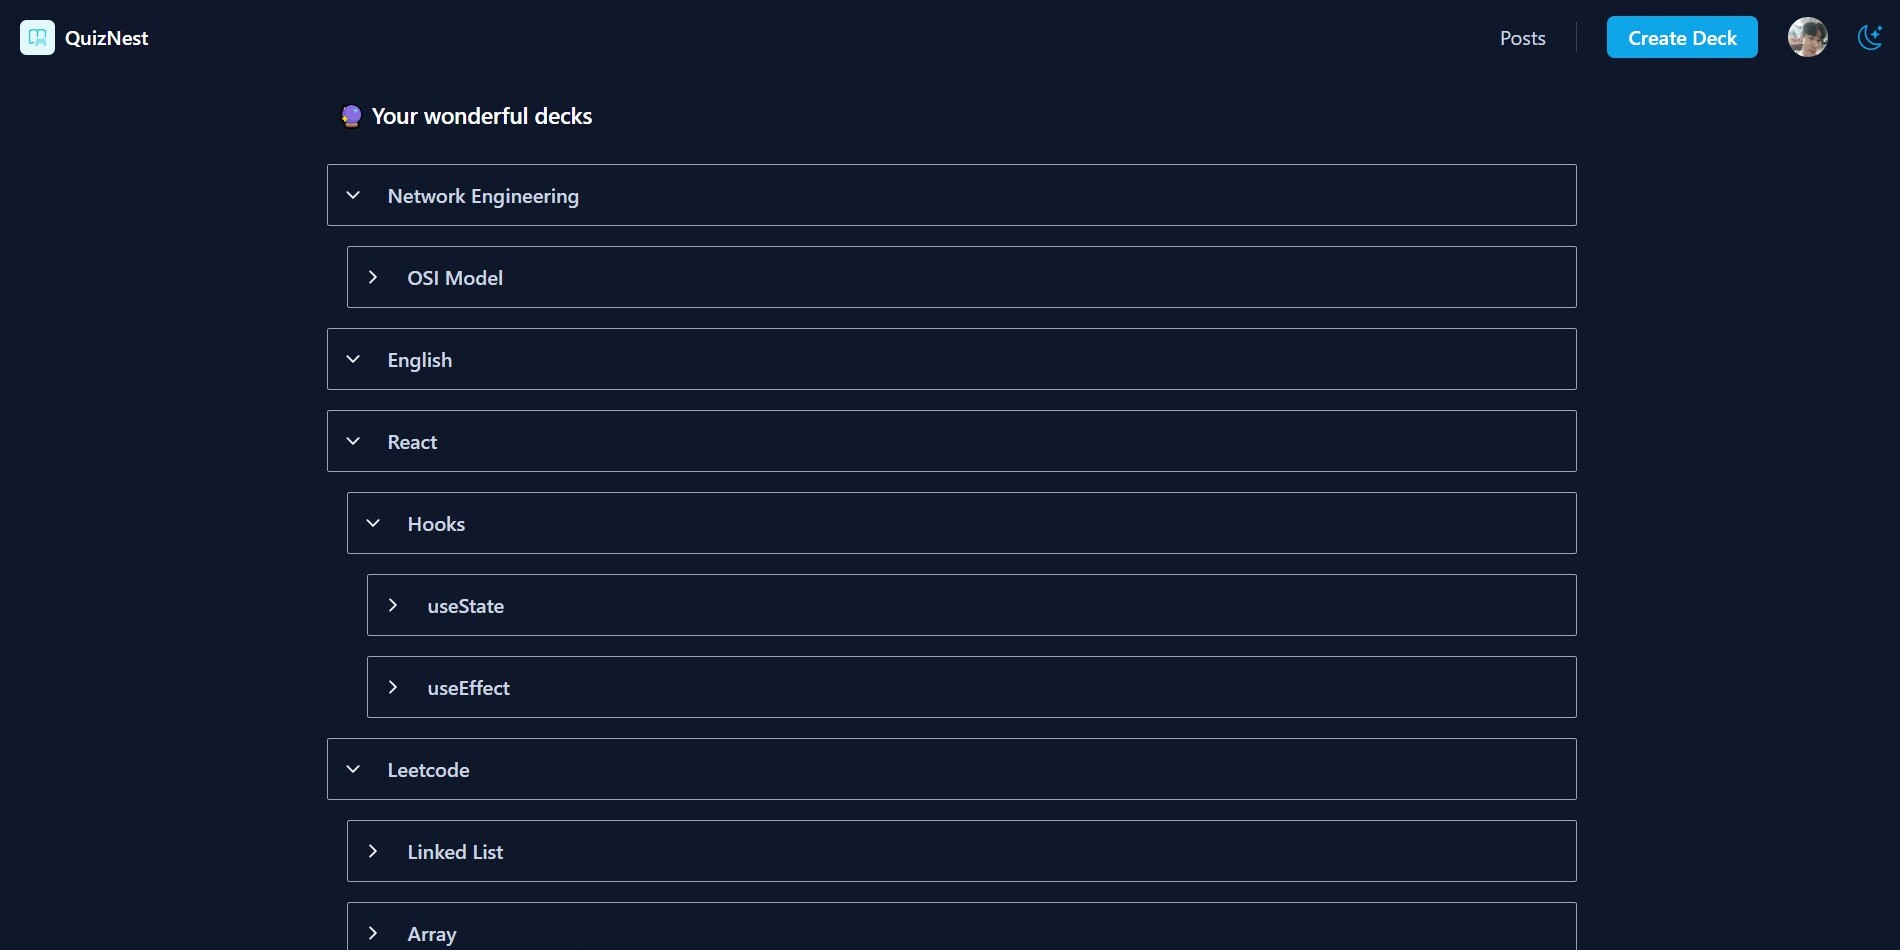 QuizNest
Posts
Create Deck
🔮 Your wonderful decks
Network Engineering
OSI Model
English
React
Hooks
useState
useEffect
Leetcode
Linked List
Array